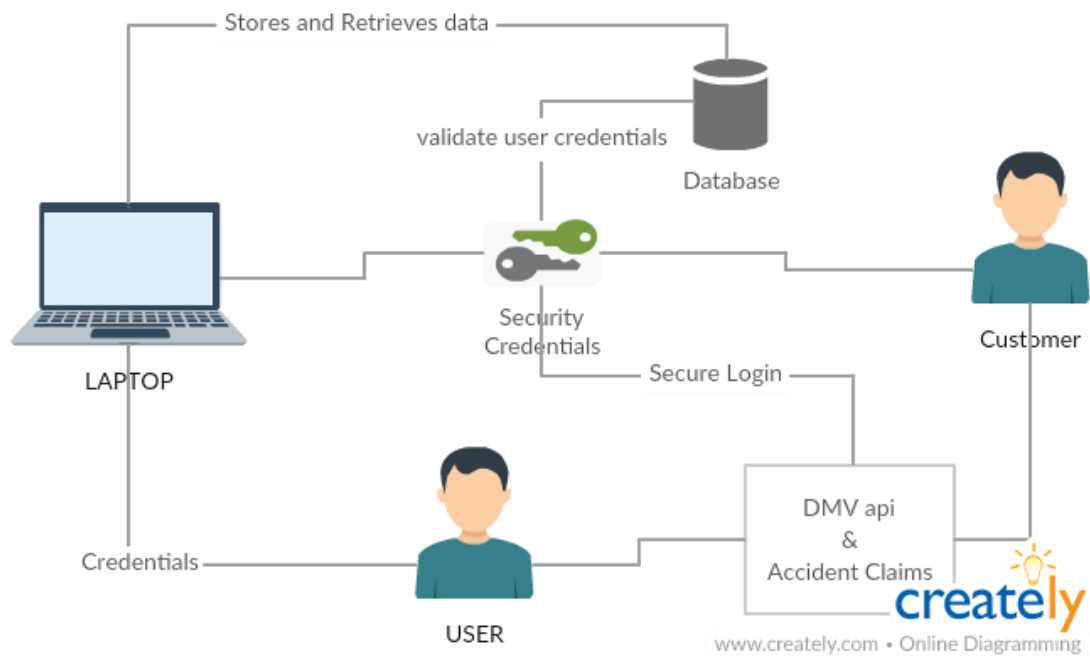 Stores and Retrieves data
validate user credentials
Database
Security
Credentials
Customer
LAPTOP
Secure Login
DMV api
&
Accident Claims
Credentials
USER
creately
www.creately.com • Online Diagramming